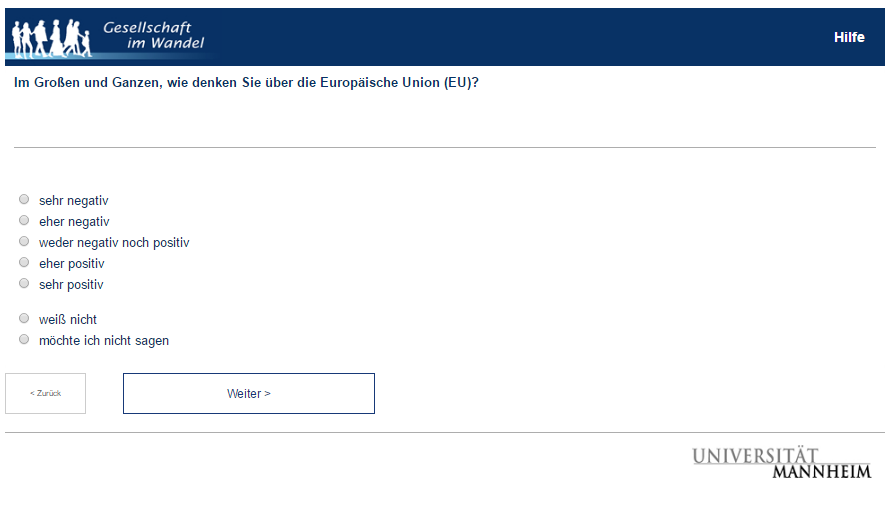 Gesellschaft
im Wandel
Hilfe
Im Großen und Ganzen, wie denken Sie über die Europäische Union (EU)?
sehr negativ
eher negativ
weder negativ noch positiv
eher positiv
sehr positiv
weiß nicht
möchte ich nicht sagen
< Zurück
Weiter >
UNIVERSITÄT
MANNHEIM